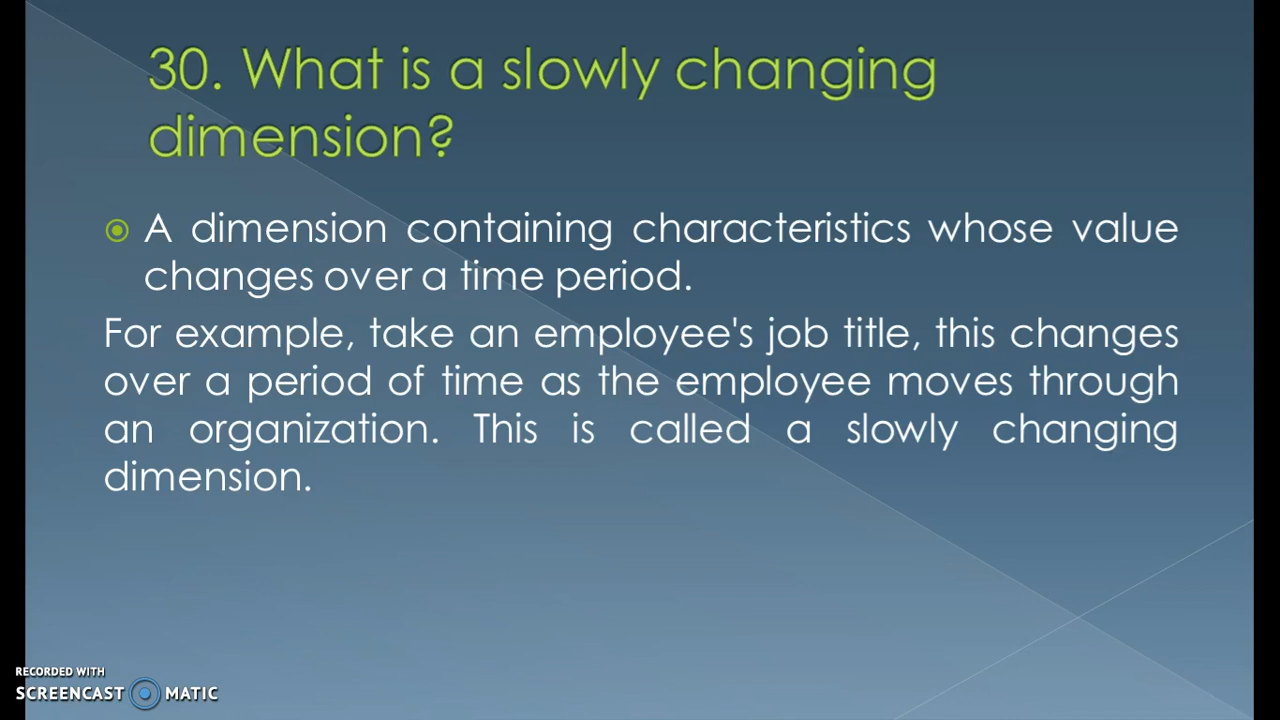 30. What is a slowly changing
dimension?
A dimension containing characteristics whose value
changes over a time period.
For example, take an employee's job title, this changes
over a period of time as the employee moves through
an organization. This is called a slowly changing
dimension.
RECORDED WITH
SCREENCAST MATIC